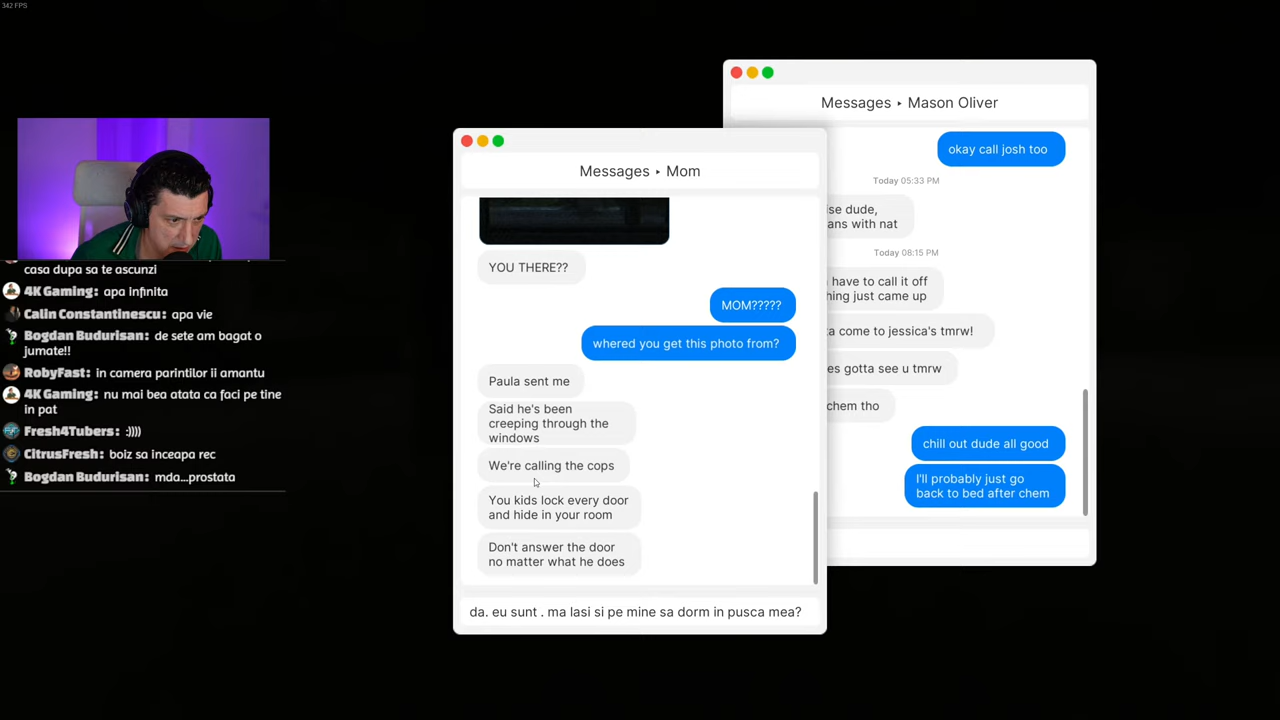 342 FPS
casa dupa sa te ascunzi
4K Gaming: apa infinita
Calin Constantinescu: apa vie
Bogdan Budurisan: de sete am bagat o
jumate!!
RobyFast: in camera parintilor ii amantu
4K Gaming: nu mai bea atata ca faci pe tine
in pat
Fresh4Tubers: :))))
CitrusFresh: boiz sa inceapa rec
Bogdan Budurisan: mda...prostata
Messages ‣ Mom
YOU THERE??
MOM?????
whered you get this photo from?
Paula sent me
Said he's been
creeping through the
windows
We're calling the cops
You kids lock every door
and hide in your room
Don't answer the door
no matter what he does
da. eu sunt . ma lasi si pe mine sa dorm in pusca mea?
Messages ‣ Mason Oliver
okay call josh too
Today 05:33 PM
ise dude,
ans with nat
Today 08:15 PM
have to call it off
hing just came up
a come to jessica's tmrw!
es gotta see u tmrw
chem tho
chill out dude all good
I'll probably just go
back to bed after chem